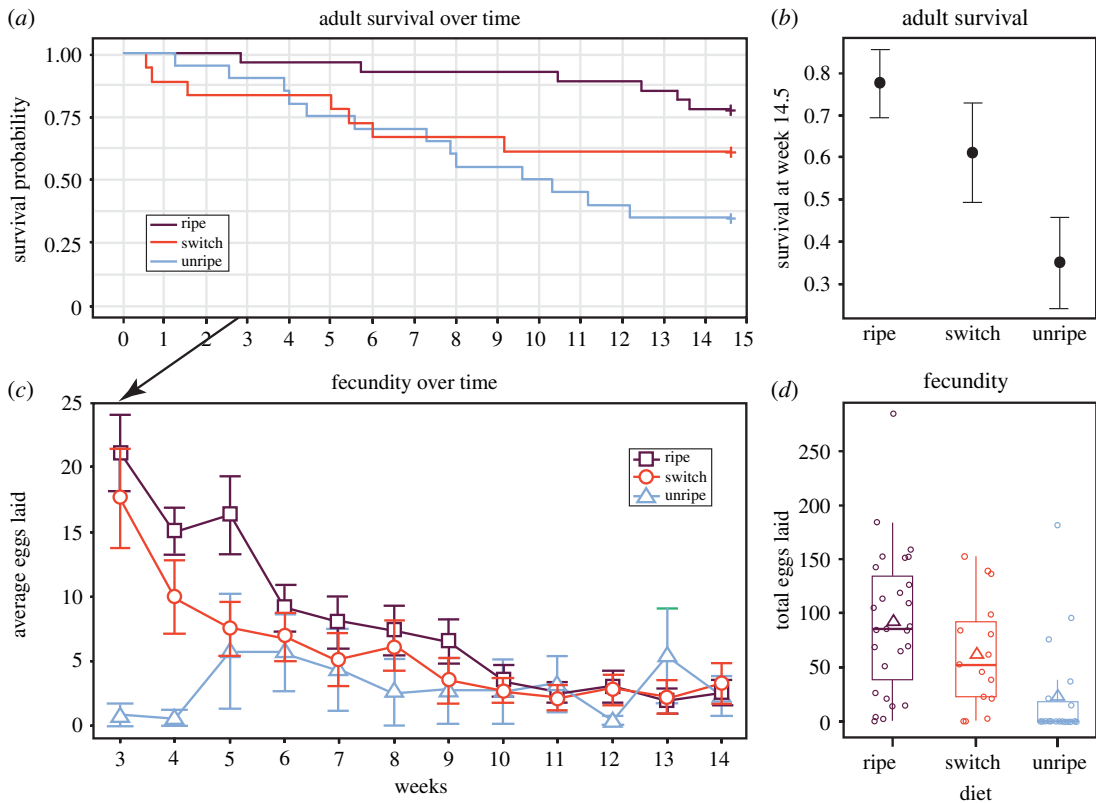 (a) adult survival over time
survival probability
1.00
0.75
0.50
0.25
0
ripe
switch
unripe
0 1 2 3 4 5 6 7 8 9 10 11 12 13 14 15
(b) adult survival
survival at week 14.5
0.8
0.7
0.6
0.5
0.4
0.3
ripe switch unripe
(c) fecundity over time
average eggs laid
25
20
15
10
5
0
ripe
switch
unripe
3 4 5 6 7 8 9 10 11 12 13 14
weeks
(d) fecundity
total eggs laid
250
200
150
100
50
0
ripe switch unripe
diet